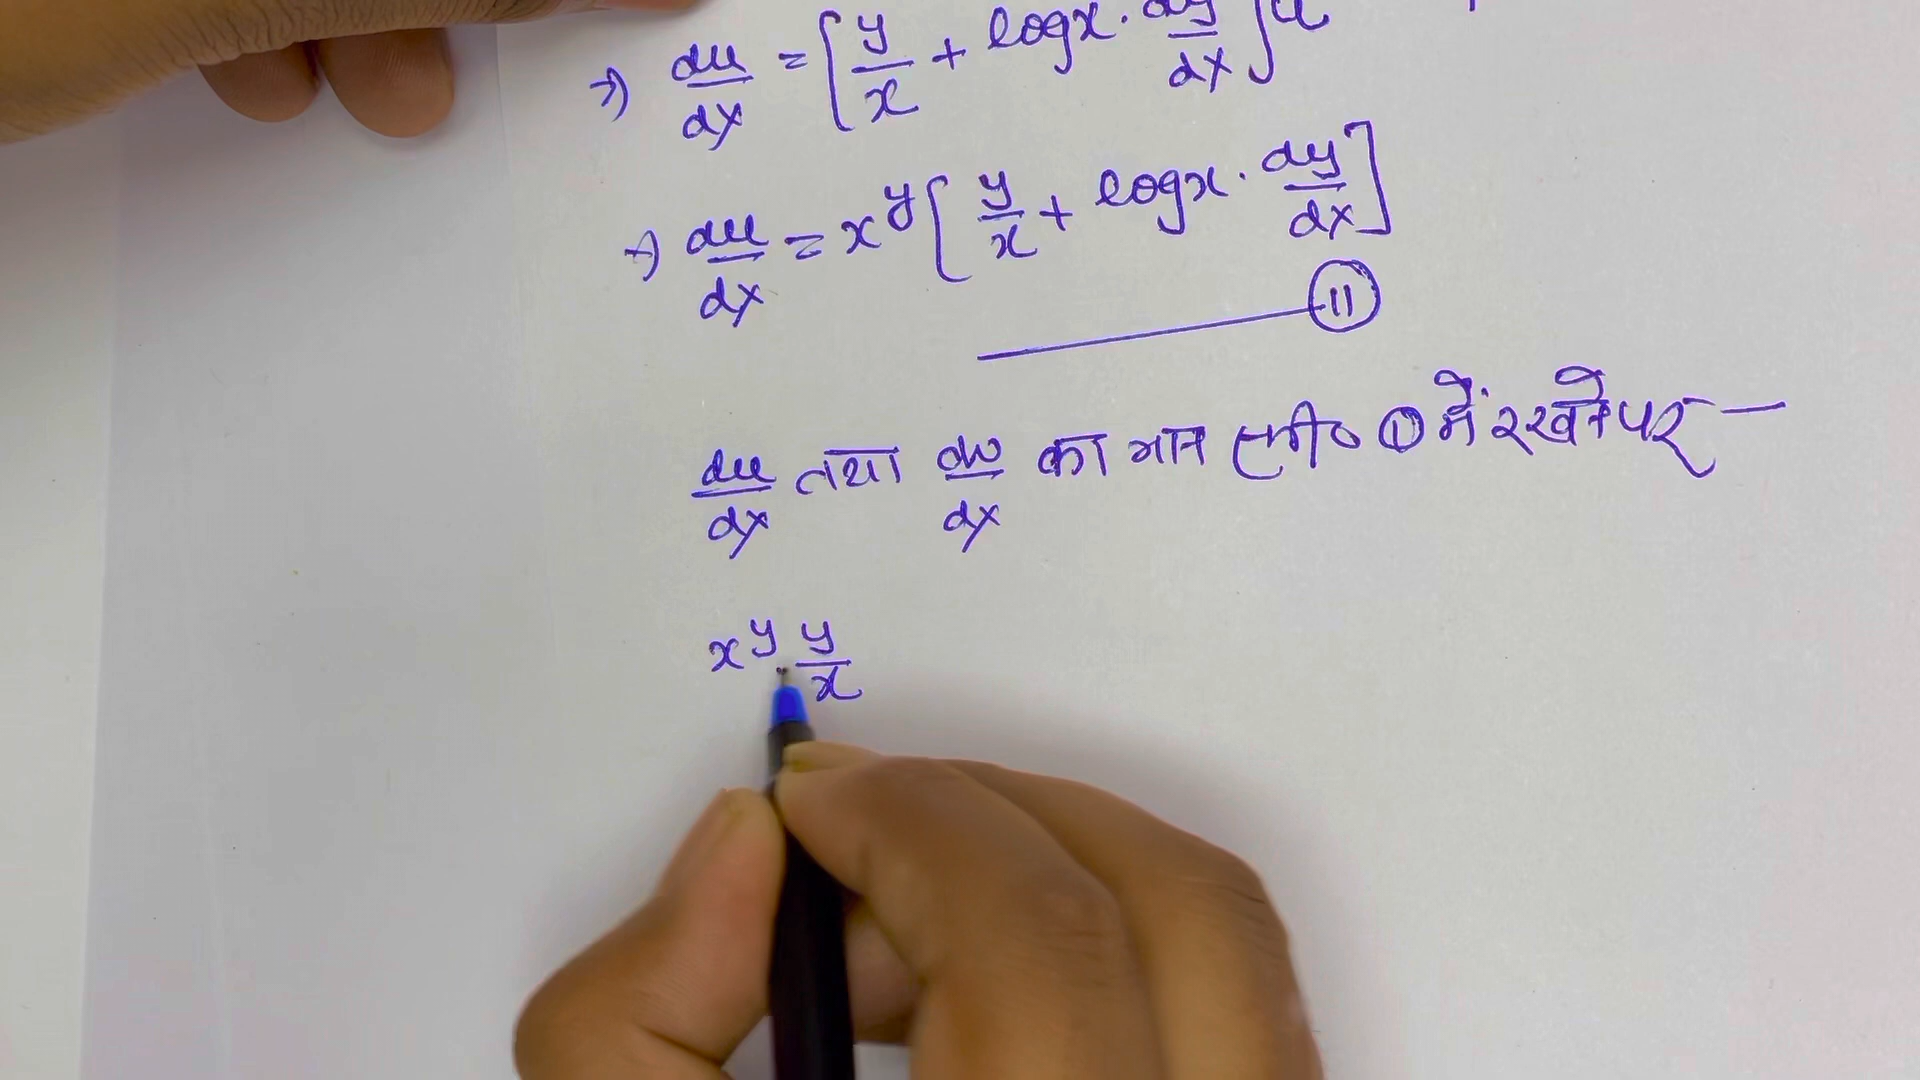 ⇒) du/dx = [y/x + logx · dy/dx]u
→) du/dx = x^y [y/x + logx · dy/dx]
⑪
du/dx तथा dv/dx का मान समी० ① में रखने पर —
x^y · y/x